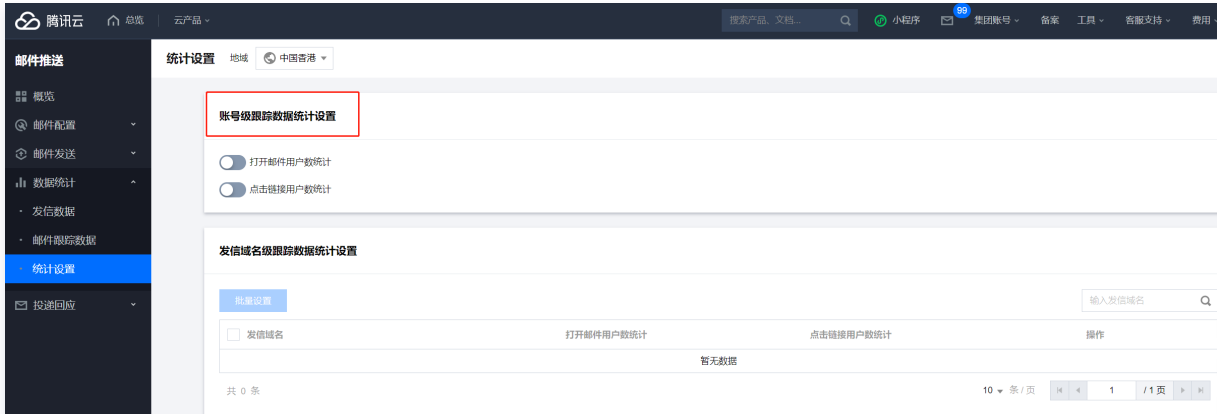 腾讯云 总览 云产品 搜索产品、文档... 小程序 99 集团账号 备案 工具 客服支持 费用
邮件推送
统计设置 地域 中国香港
概览
邮件配置
邮件发送
数据统计
发信数据
邮件跟踪数据
统计设置
投递回应
账号级跟踪数据统计设置
打开邮件用户数统计
点击链接用户数统计
发信域名级跟踪数据统计设置
批量设置 输入发信域名
发信域名 打开邮件用户数统计 点击链接用户数统计 操作
暂无数据
共 0 条 10 条 / 页 1 / 1 页